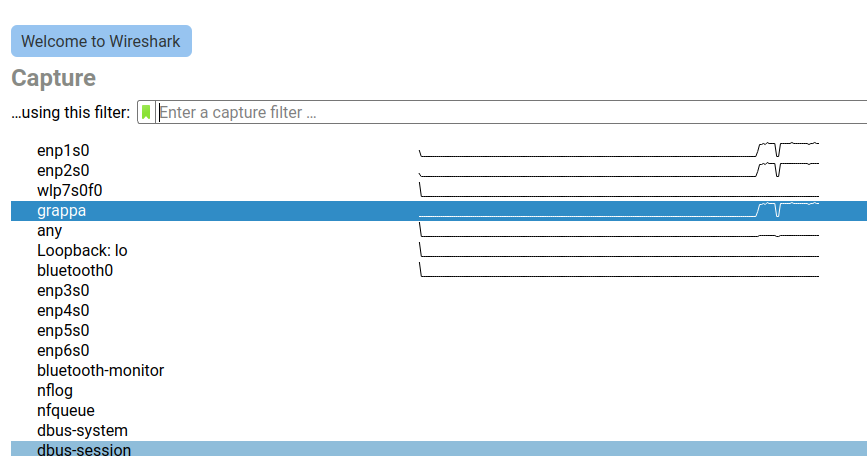 Welcome to Wireshark
Capture
...using this filter: Enter a capture filter ...
enp1s0
enp2s0
wlp7s0f0
grappa
any
Loopback: lo
bluetooth0
enp3s0
enp4s0
enp5s0
enp6s0
bluetooth-monitor
nflog
nfqueue
dbus-system
dbus-session